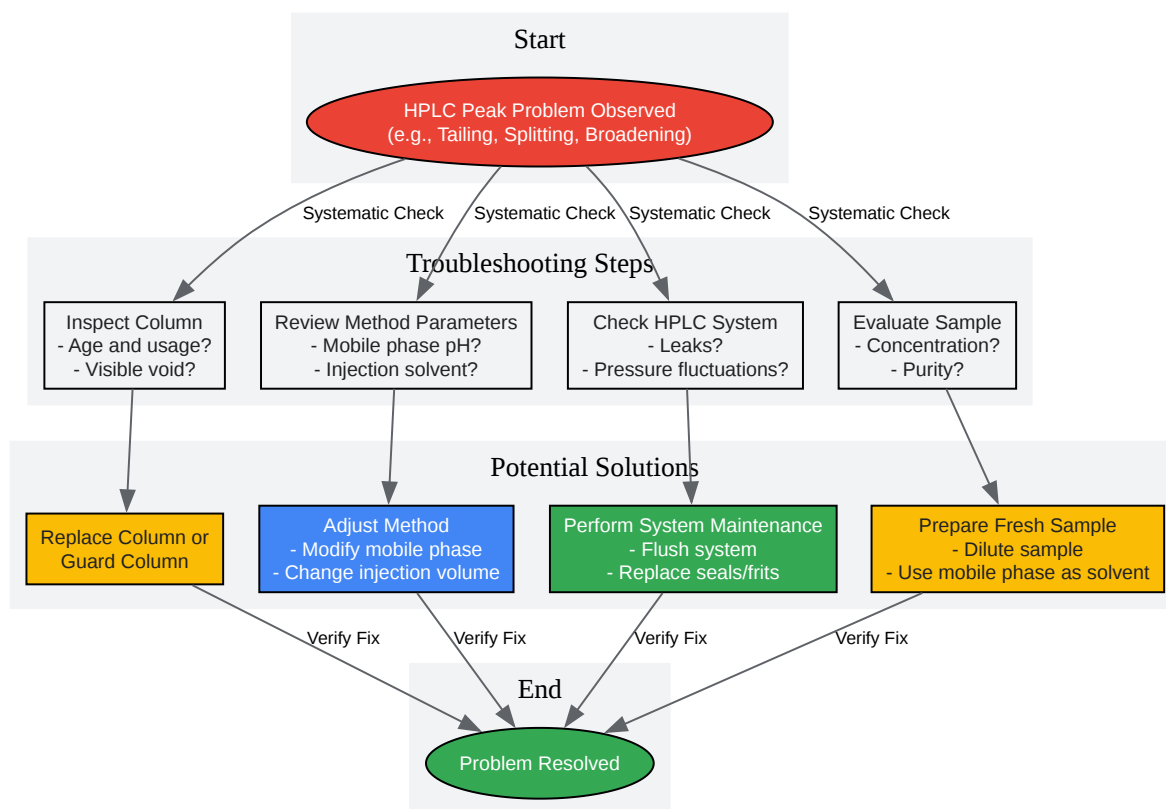 Start
HPLC Peak Problem Observed
(e.g., Tailing, Splitting, Broadening)
Systematic Check
Systematic Check
Systematic Check
Systematic Check
Troubleshooting Steps
Inspect Column
- Age and usage?
- Visible void?
Review Method Parameters
- Mobile phase pH?
- Injection solvent?
Check HPLC System
- Leaks?
- Pressure fluctuations?
Evaluate Sample
- Concentration?
- Purity?
Potential Solutions
Replace Column or
Guard Column
Adjust Method
- Modify mobile phase
- Change injection volume
Perform System Maintenance
- Flush system
- Replace seals/frits
Prepare Fresh Sample
- Dilute sample
- Use mobile phase as solvent
Verify Fix
Verify Fix
Verify Fix
Verify Fix
End
Problem Resolved